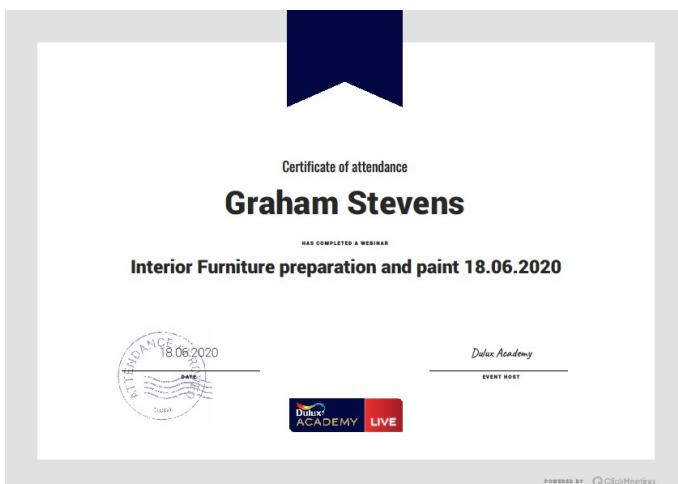 Certificate of attendance
Graham Stevens
HAS COMPLETED A WEBINAR
Interior Furniture preparation and paint 18.06.2020
18.06.2020
DATE
ATTENDANCE
Dulux Academy
EVENT HOST
Dulux
ACADEMY LIVE
POWERED BY ClickMeeting